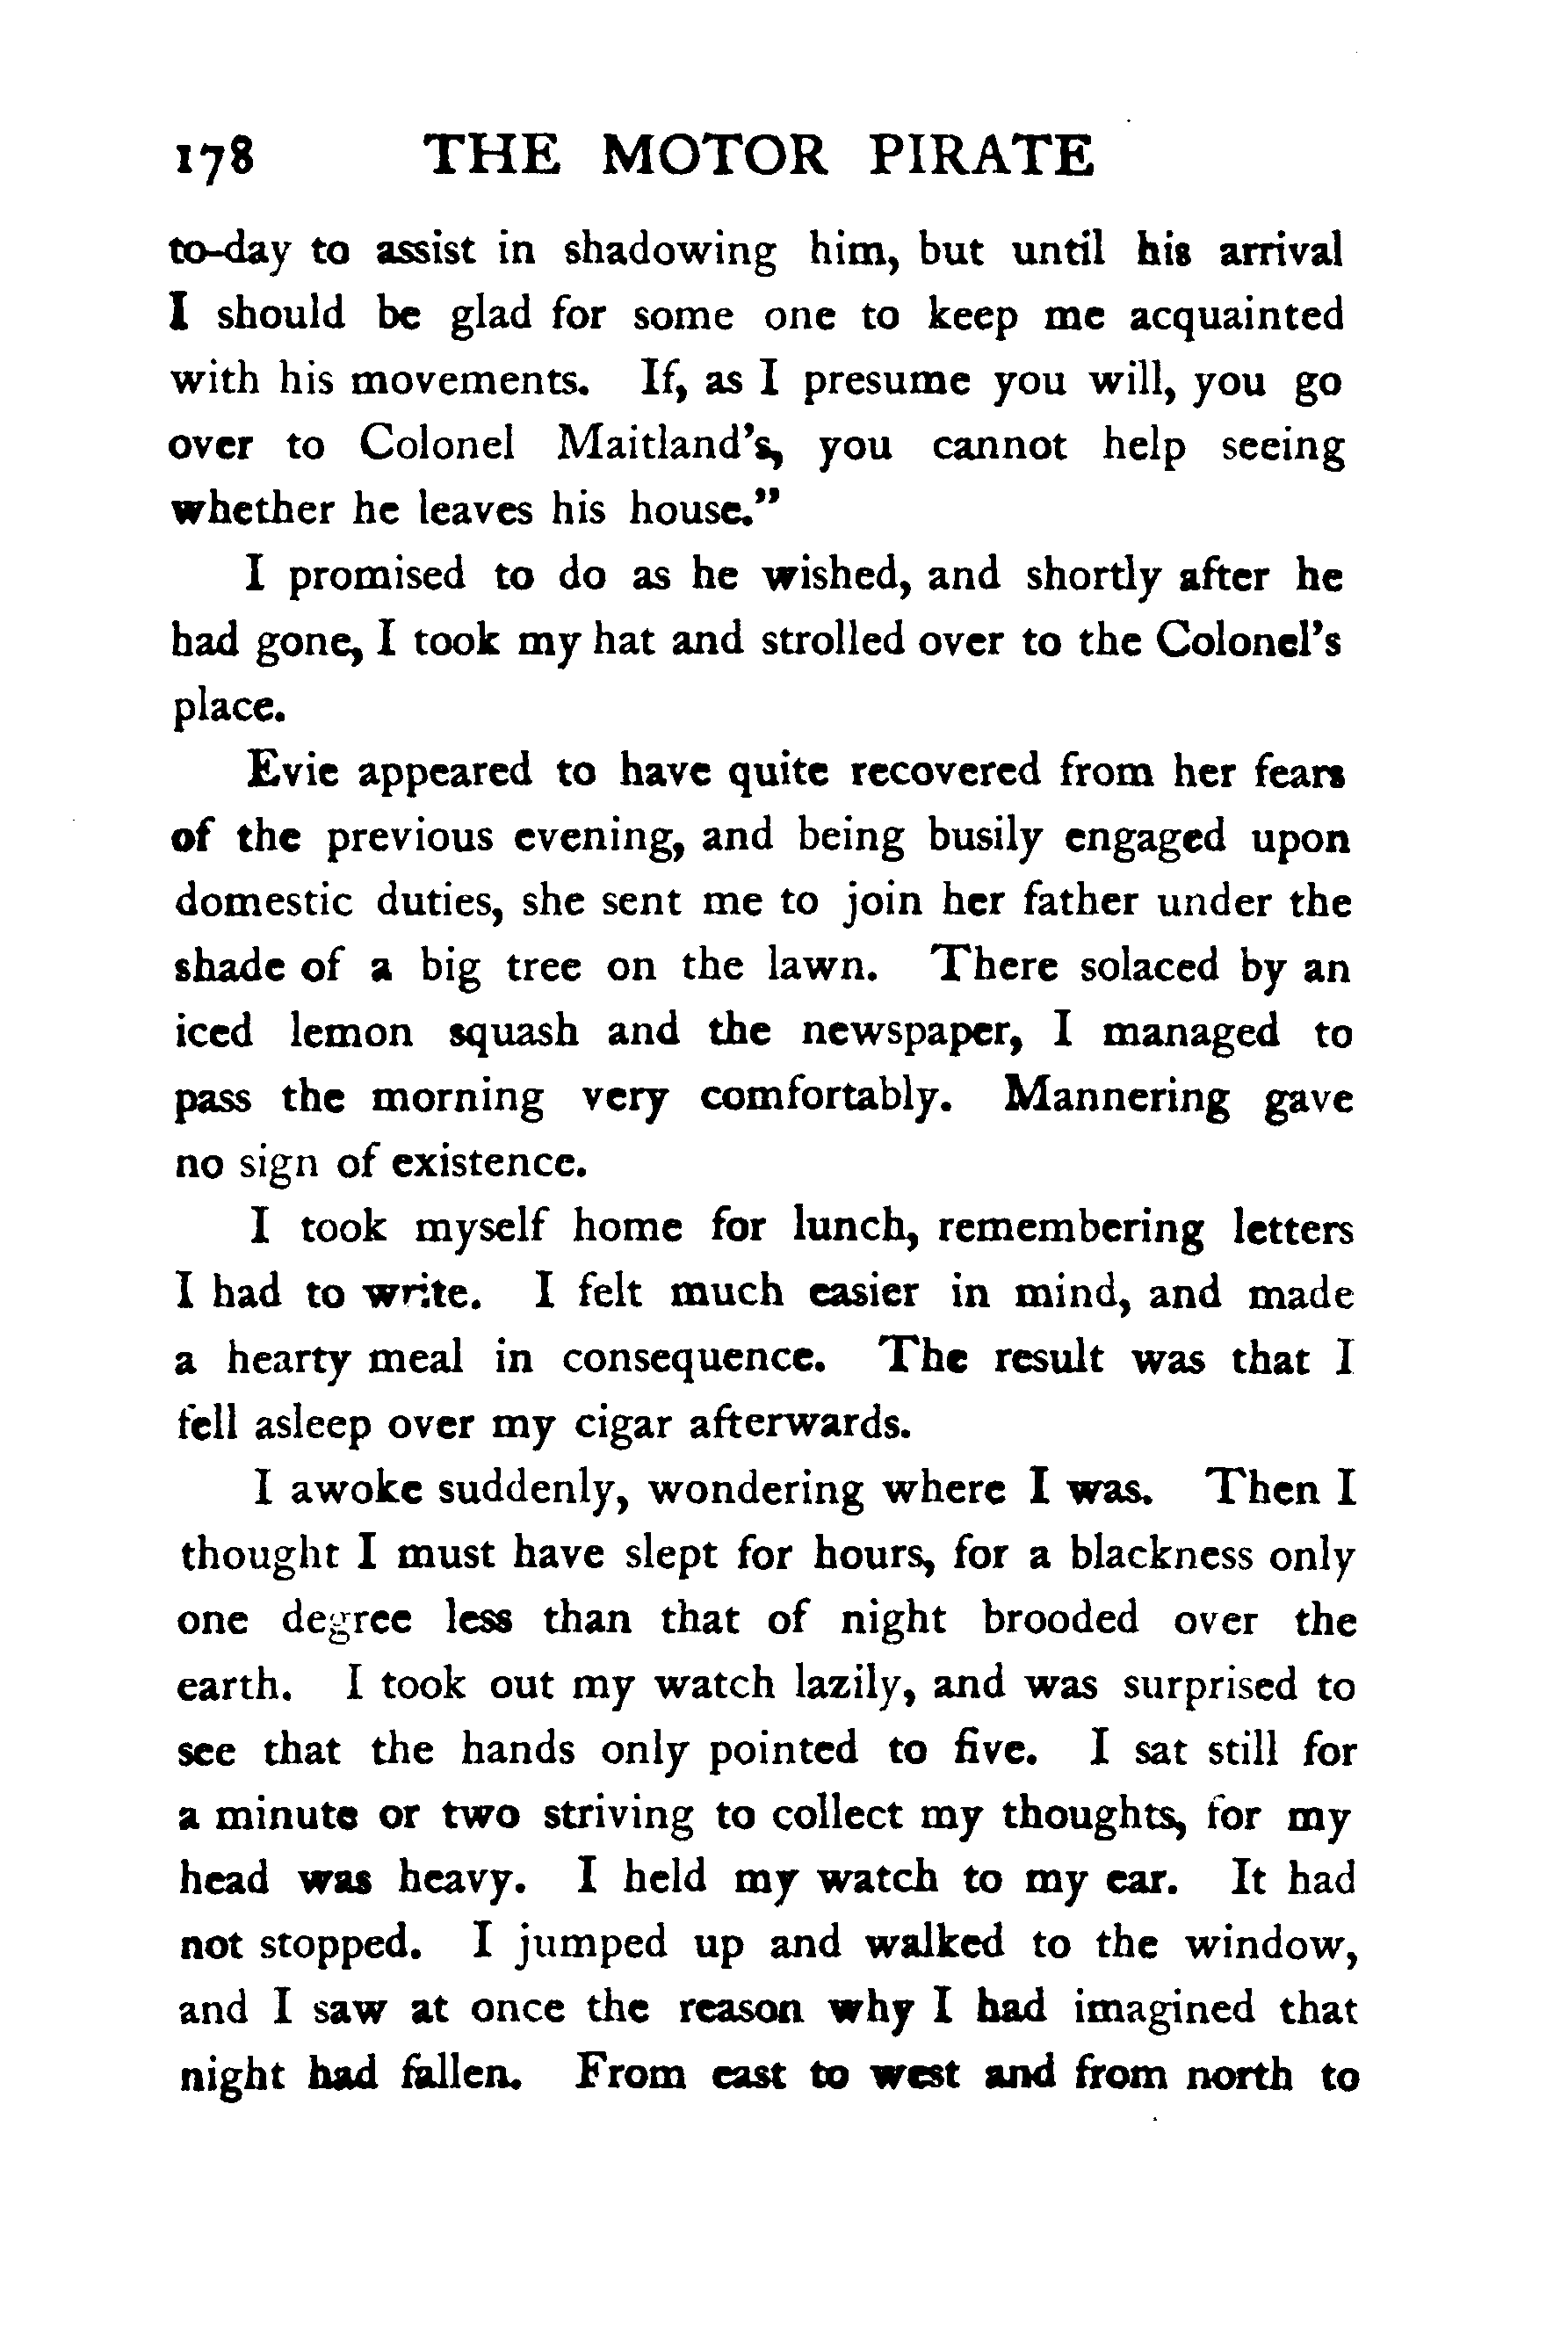 178 THE MOTOR PIRATE
to-day to assist in shadowing him, but until his arrival
I should be glad for some one to keep me acquainted
with his movements. If, as I presume you will, you go
over to Colonel Maitland's, you cannot help seeing
whether he leaves his house."
I promised to do as he wished, and shortly after he
had gone, I took my hat and strolled over to the Colonel's
place.
Evie appeared to have quite recovered from her fears
of the previous evening, and being busily engaged upon
domestic duties, she sent me to join her father under the
shade of a big tree on the lawn. There solaced by an
iced lemon squash and the newspaper, I managed to
pass the morning very comfortably. Mannering gave
no sign of existence.
I took myself home for lunch, remembering letters
I had to write. I felt much easier in mind, and made
a hearty meal in consequence. The result was that I
fell asleep over my cigar afterwards.
I awoke suddenly, wondering where I was. Then I
thought I must have slept for hours, for a blackness only
one degree less than that of night brooded over the
earth. I took out my watch lazily, and was surprised to
see that the hands only pointed to five. I sat still for
a minute or two striving to collect my thoughts, for my
head was heavy. I held my watch to my ear. It had
not stopped. I jumped up and walked to the window,
and I saw at once the reason why I had imagined that
night had fallen. From east to west and from north to